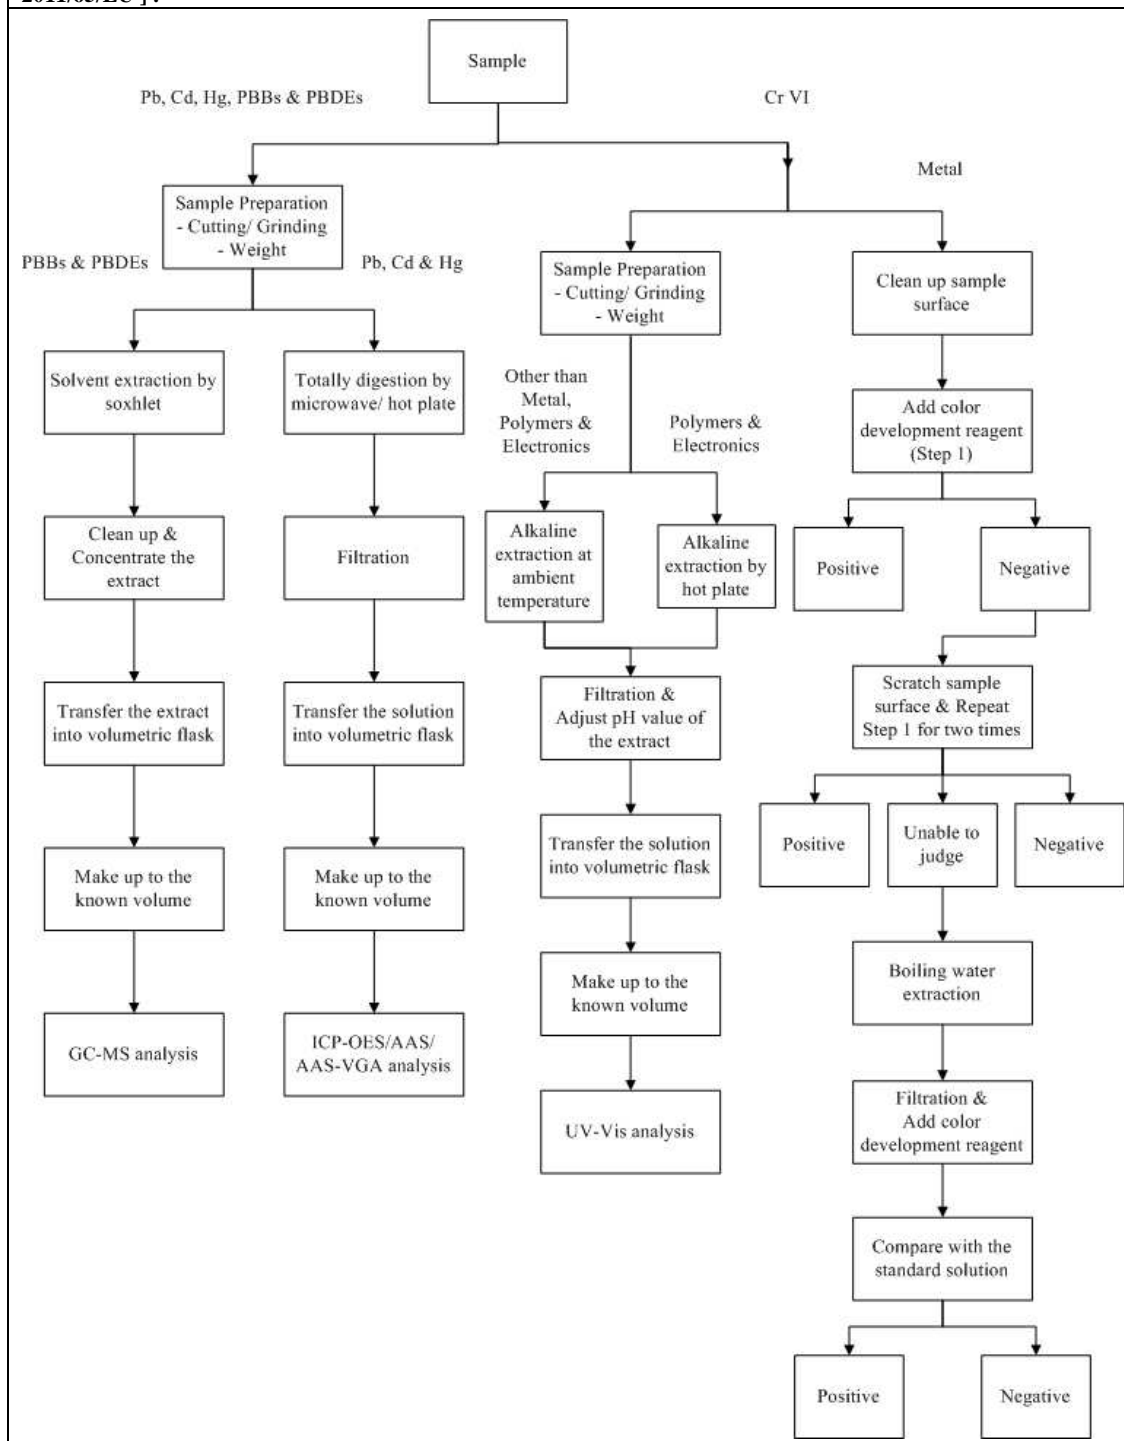 Sample
Pb, Cd, Hg, PBBs & PBDEs
Cr VI
Metal
Sample Preparation
- Cutting/ Grinding
- Weight
PBBs & PBDEs
Pb, Cd & Hg
Sample Preparation
- Cutting/ Grinding
- Weight
Clean up sample
surface
Solvent extraction by
soxhlet
Totally digestion by
microwave/ hot plate
Other than
Metal,
Polymers &
Electronics
Polymers &
Electronics
Add color
development reagent
(Step 1)
Clean up &
Concentrate the
extract
Filtration
Alkaline
extraction at
ambient
temperature
Alkaline
extraction by
hot plate
Positive
Negative
Transfer the extract
into volumetric flask
Transfer the solution
into volumetric flask
Filtration &
Adjust pH value of
the extract
Scratch sample
surface & Repeat
Step 1 for two times
Make up to the
known volume
Make up to the
known volume
Transfer the solution
into volumetric flask
Positive
Unable to
judge
Negative
Make up to the
known volume
Boiling water
extraction
GC-MS analysis
ICP-OES/AAS/
AAS-VGA analysis
UV-Vis analysis
Filtration &
Add color
development reagent
Compare with the
standard solution
Positive
Negative